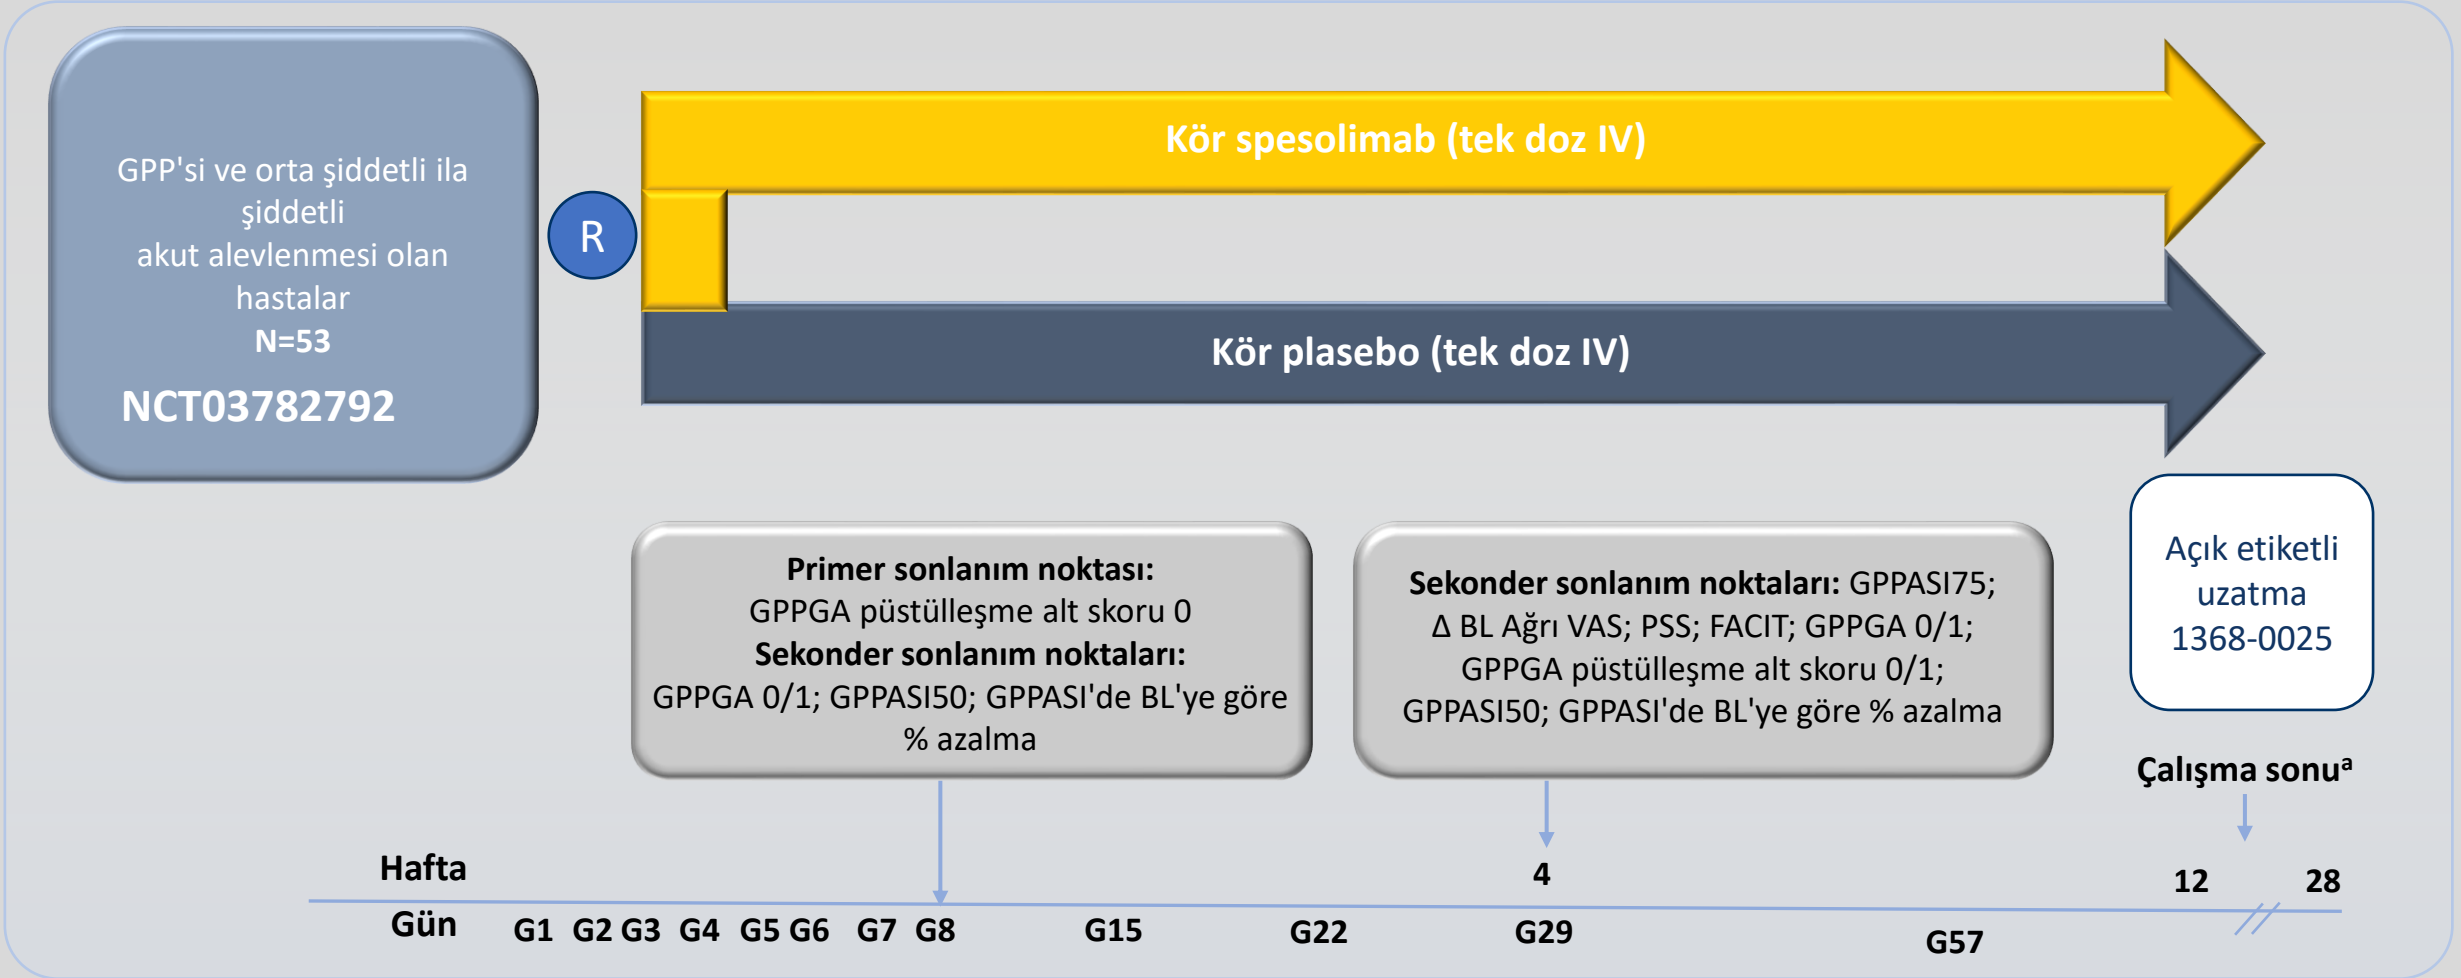 GPP'si ve orta şiddetli ila
şiddetli
akut alevlenmesi olan
hastalar
N=53
NCT03782792
R
Kör spesolimab (tek doz IV)
Kör plasebo (tek doz IV)
Primer sonlanım noktası:
GPPGA püstülleşme alt skoru 0
Sekonder sonlanım noktaları:
GPPGA 0/1; GPPASI50; GPPASI'de BL'ye göre
% azalma
Sekonder sonlanım noktaları: GPPASI75;
Δ BL Ağrı VAS; PSS; FACIT; GPPGA 0/1;
GPPGA püstülleşme alt skoru 0/1;
GPPASI50; GPPASI'de BL'ye göre % azalma
Açık etiketli
uzatma
1368-0025
Çalışma sonuᵃ
Hafta 4 12 28
Gün G1 G2 G3 G4 G5 G6 G7 G8 G15 G22 G29 G57